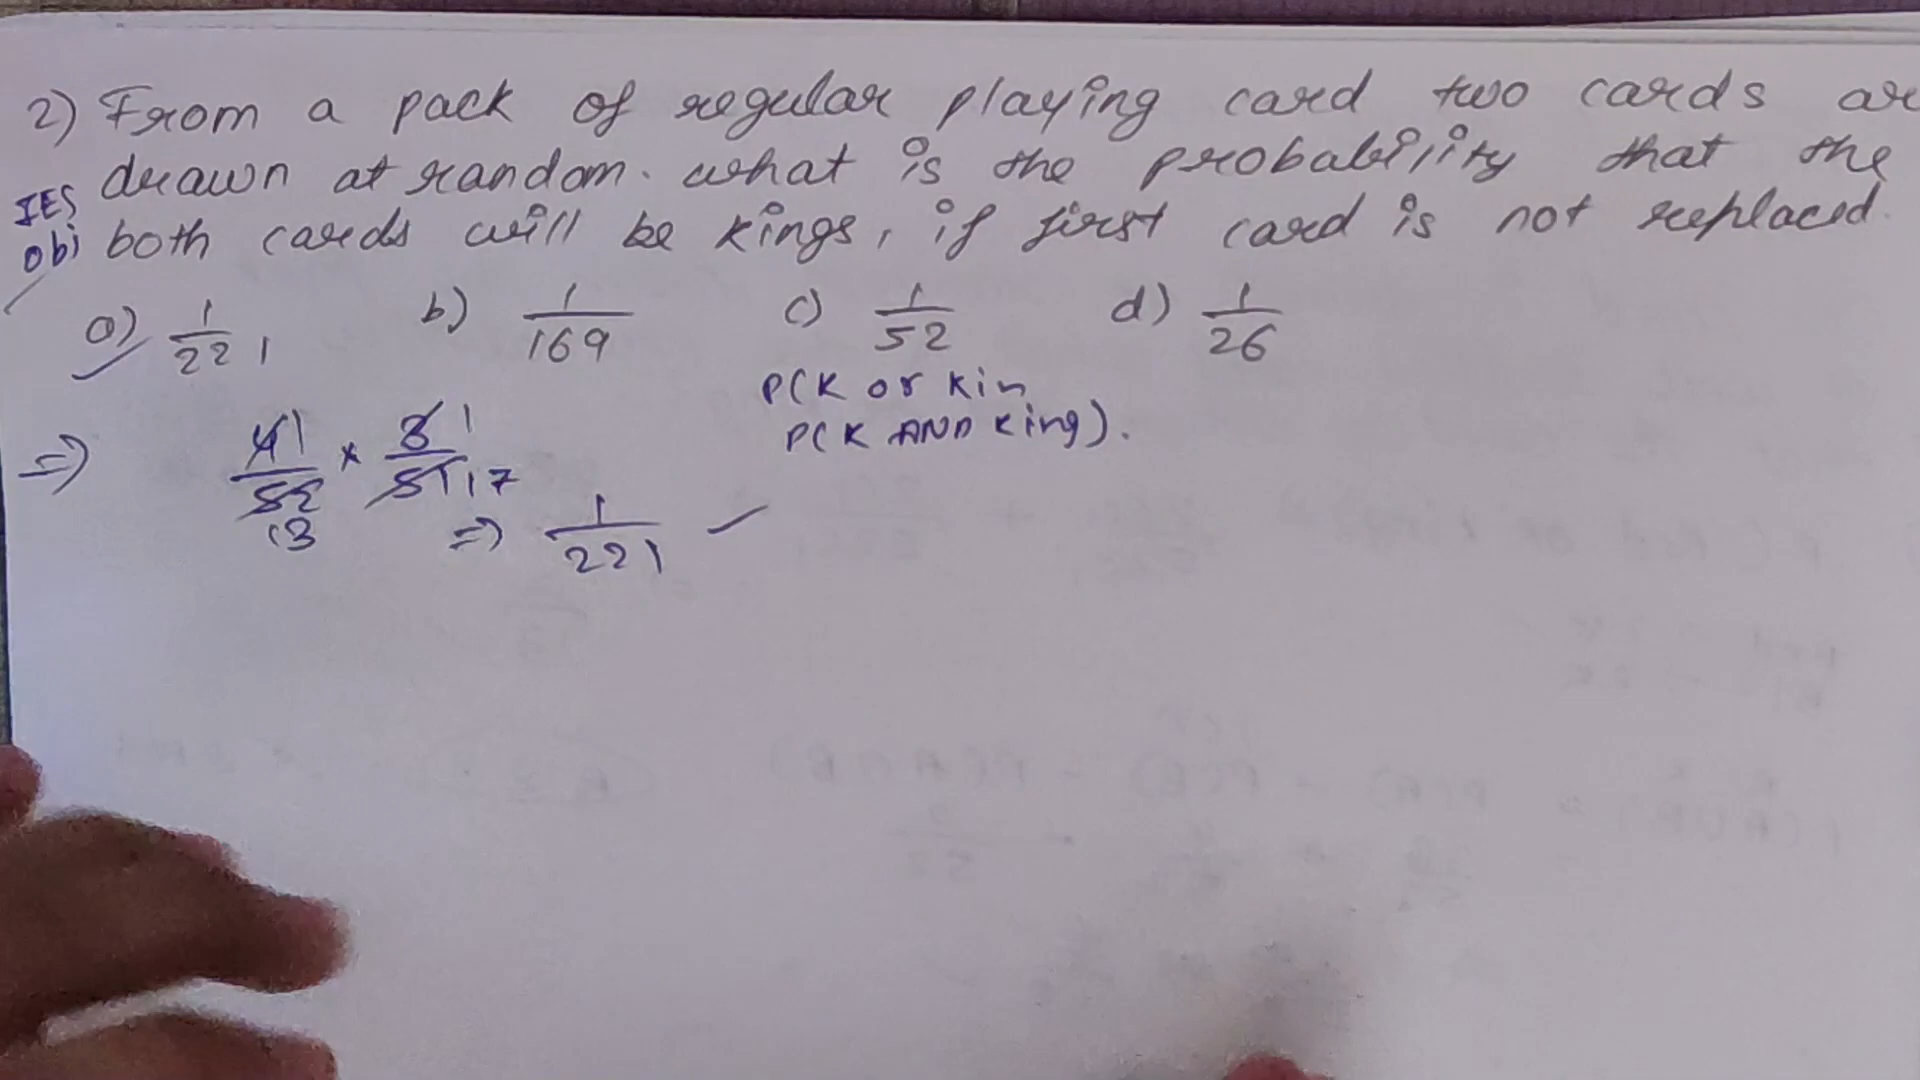 2) From a pack of regular playing card two cards are
drawn at random. what is the probability that the
IES
both cards will be kings, if first card is not replaced.
obj
a) 1/221 b) 1/169 c) 1/52 d) 1/26
P(K or Kin
P(K AND King).
=> 4 1/52 13 * 3 1/51 17
=> 1/221